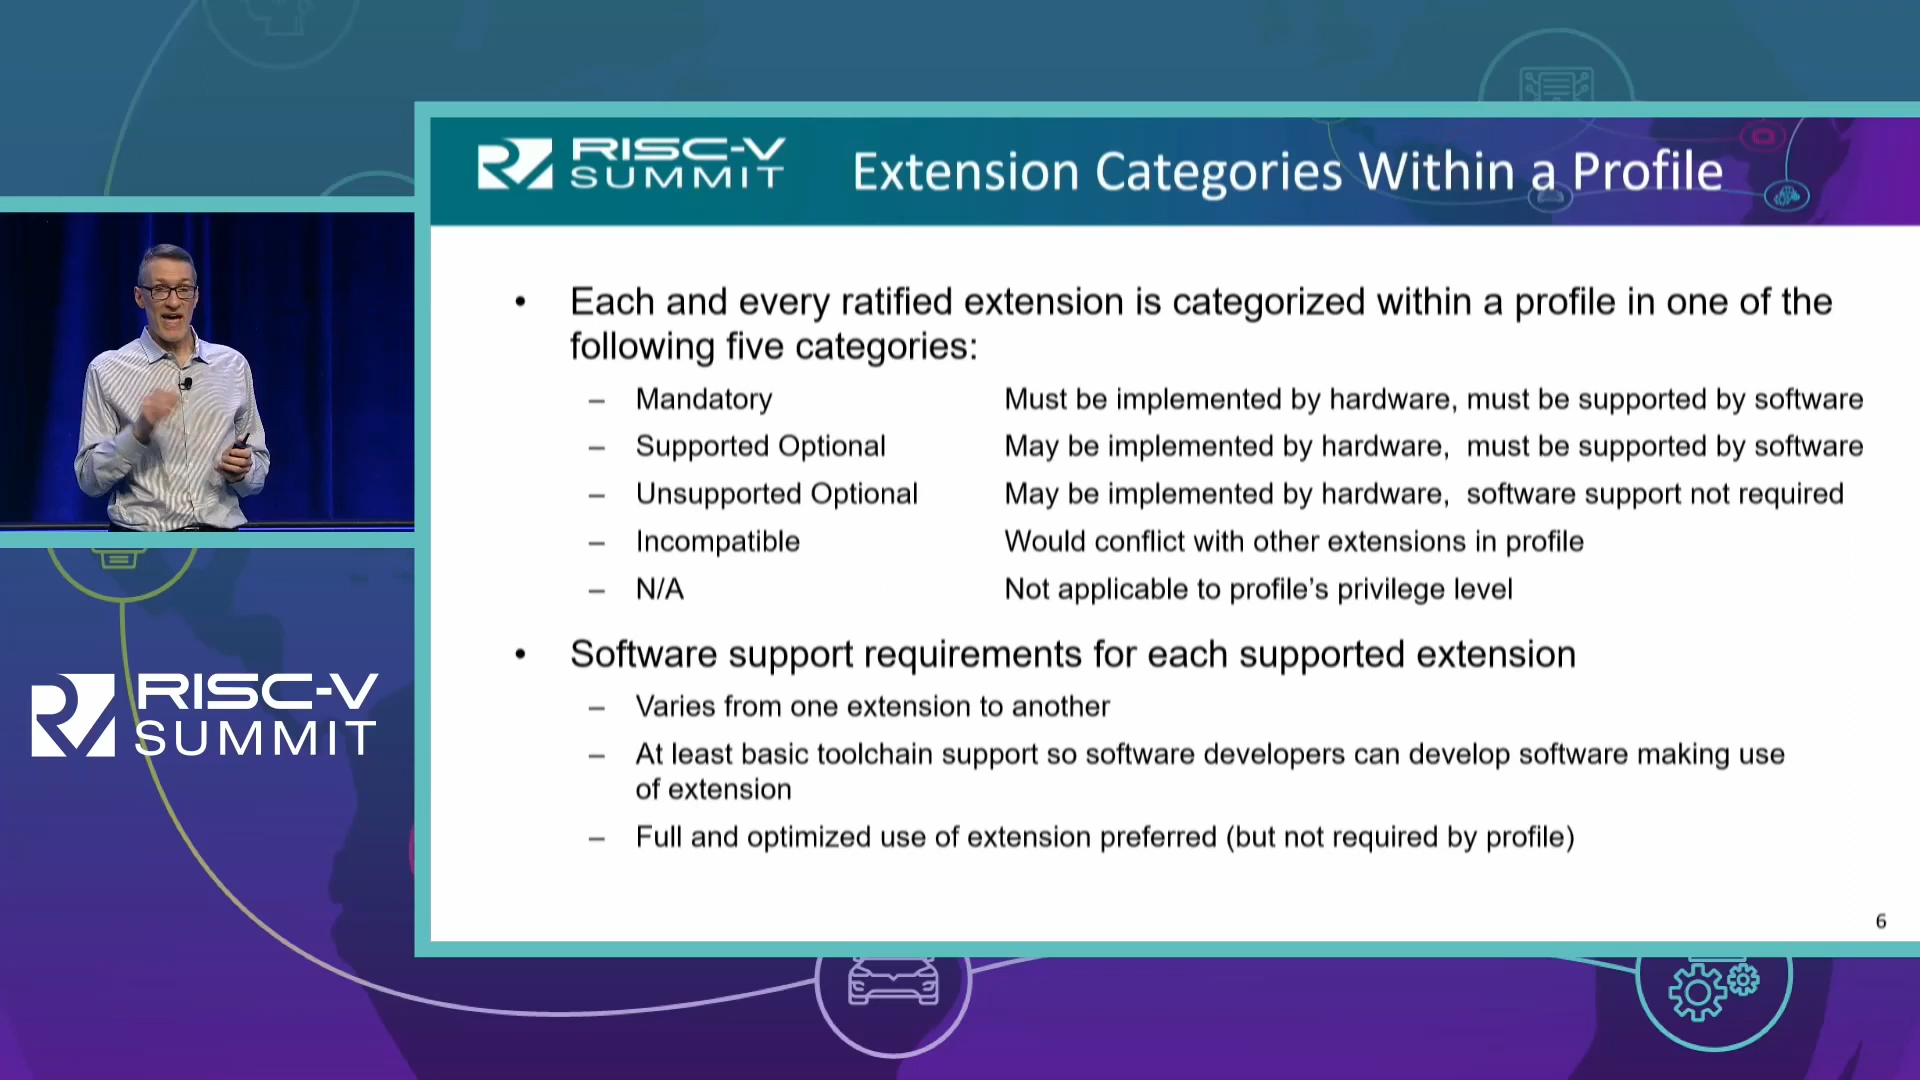 RISC-V
SUMMIT
Extension Categories Within a Profile
• Each and every ratified extension is categorized within a profile in one of the
following five categories:
– Mandatory Must be implemented by hardware, must be supported by software
– Supported Optional May be implemented by hardware, must be supported by software
– Unsupported Optional May be implemented by hardware, software support not required
– Incompatible Would conflict with other extensions in profile
– N/A Not applicable to profile’s privilege level
• Software support requirements for each supported extension
– Varies from one extension to another
– At least basic toolchain support so software developers can develop software making use
of extension
– Full and optimized use of extension preferred (but not required by profile)
6
RISC-V
SUMMIT